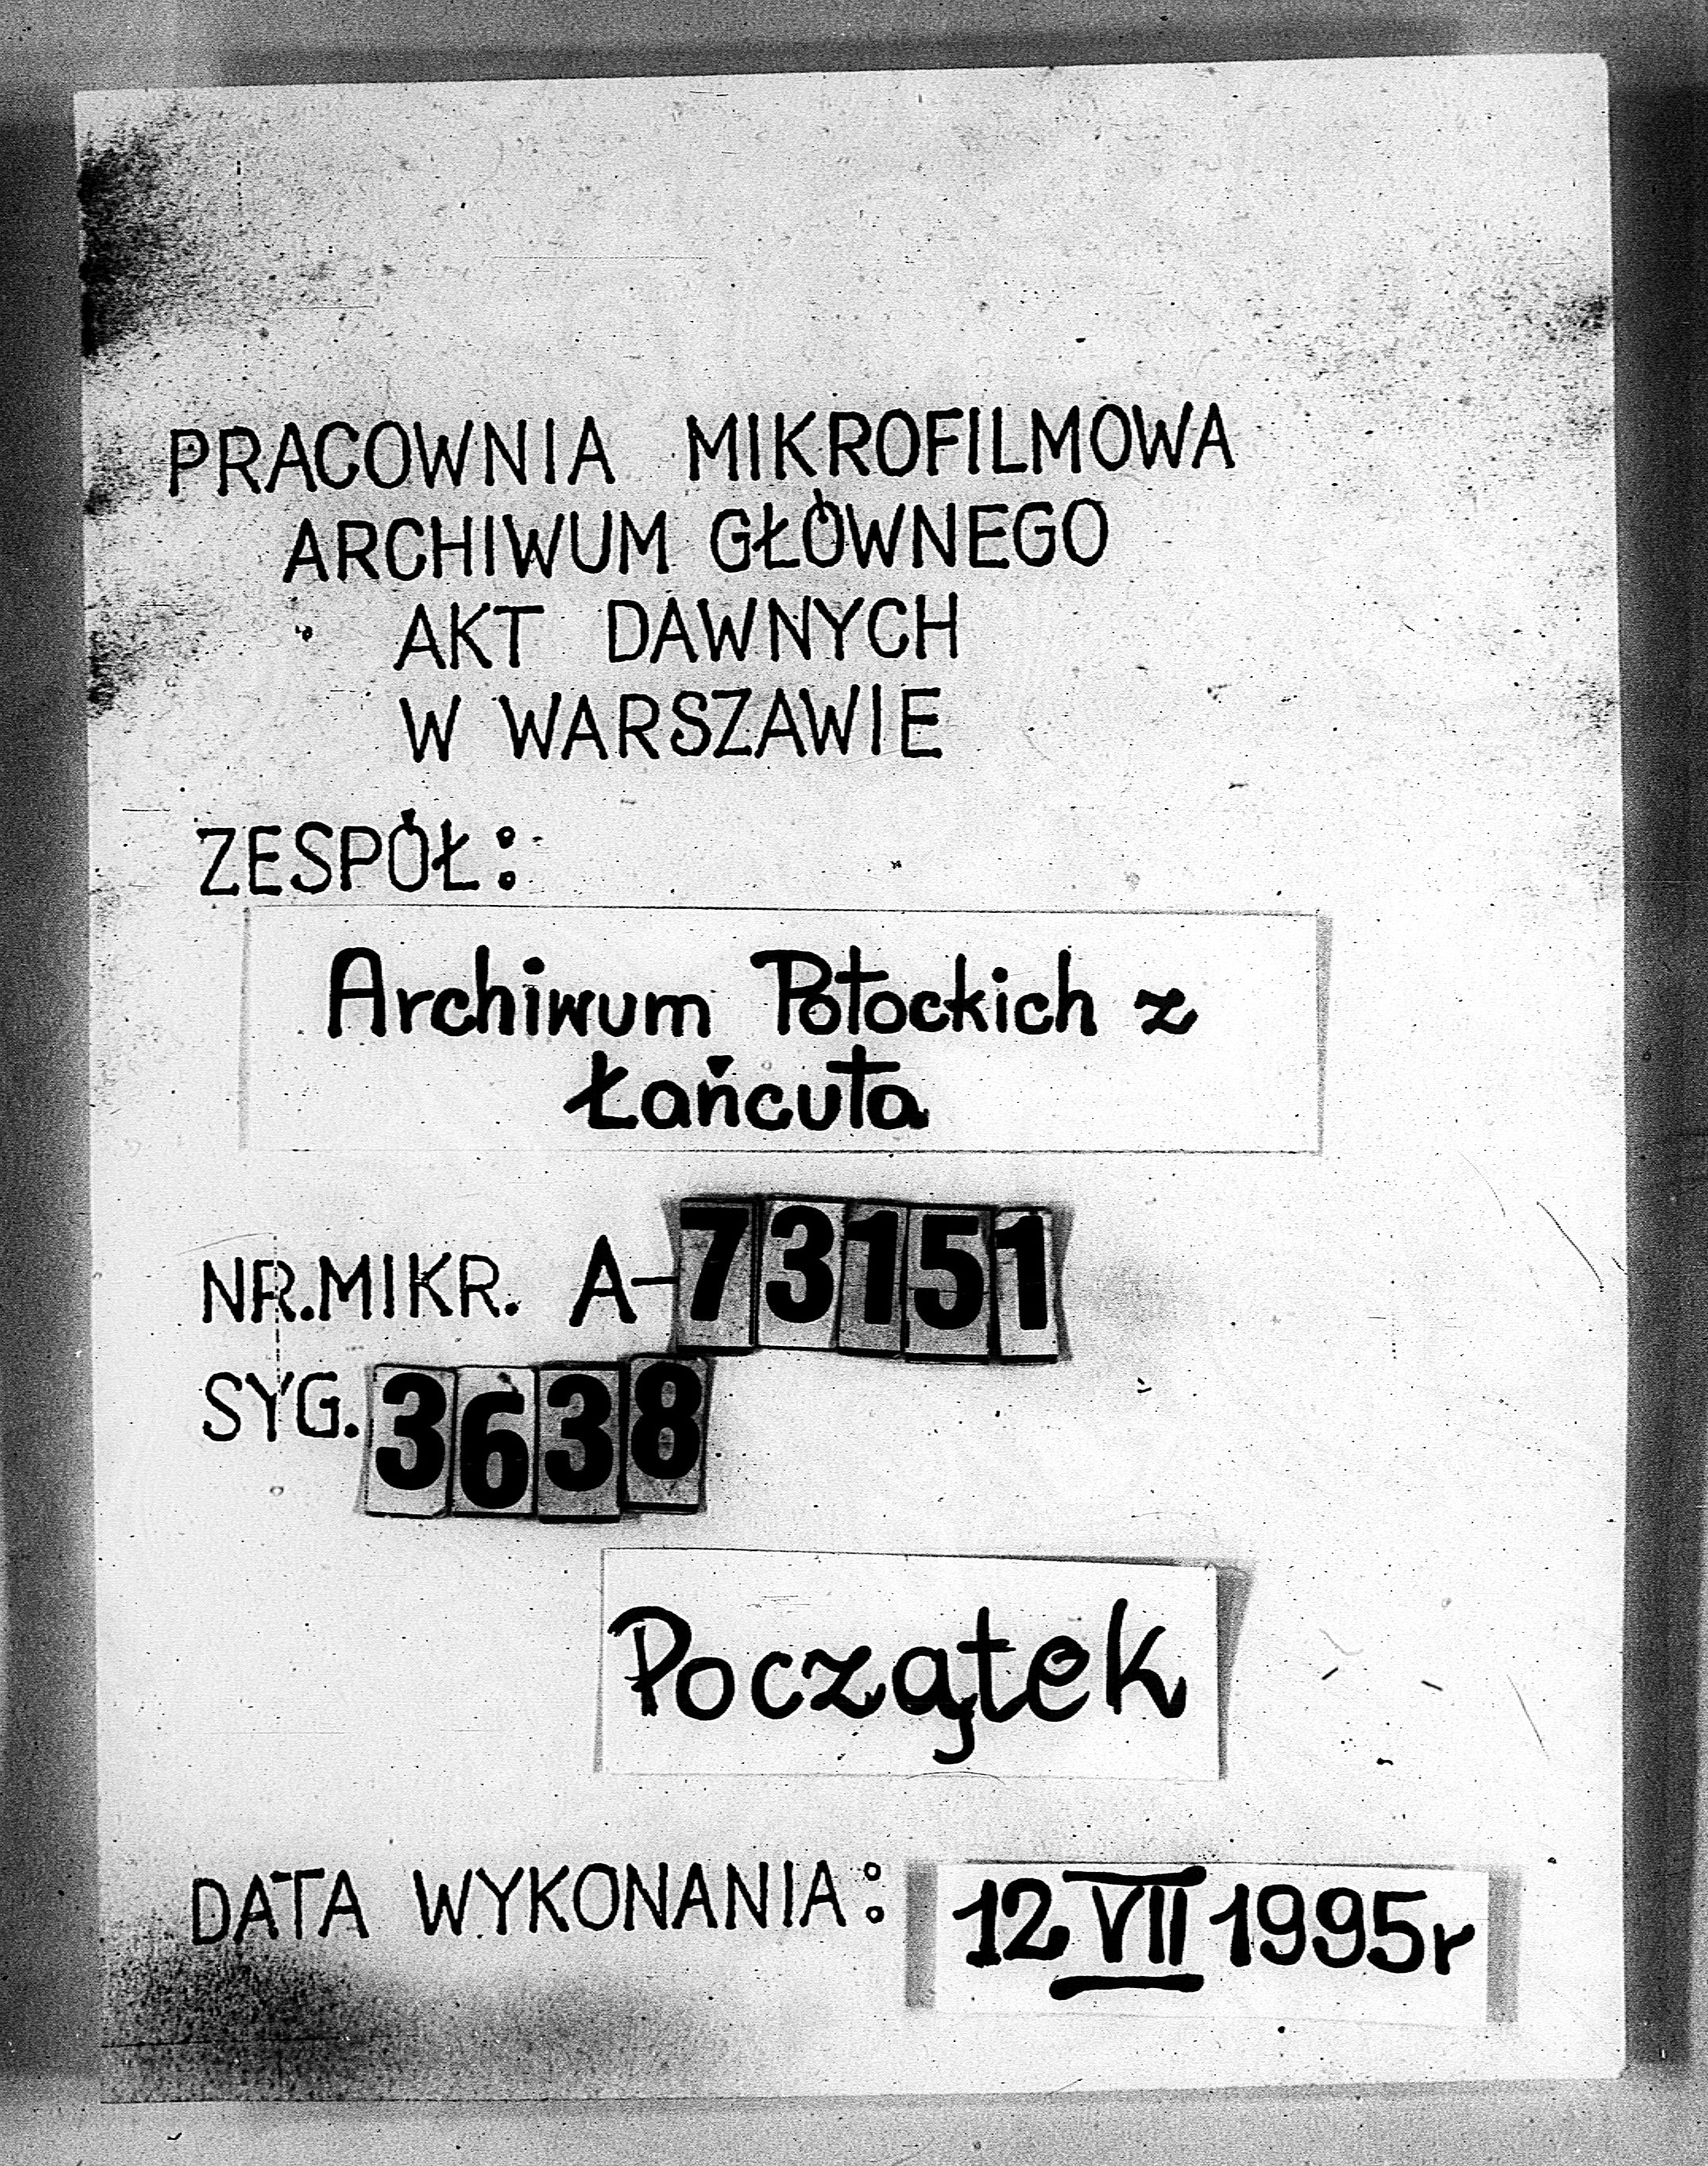 PRACOWNIA MIKROFILMOWA
ARCHIWUM GŁÓWNEGO
AKT DAWNYCH
W WARSZAWIE
ZESPÓŁ:
Archiwum Potockich z
Łańcuta
NR.MIKR. A-73151
SYG. 3638
Początek
DATA WYKONANIA: 12 VII 1995r